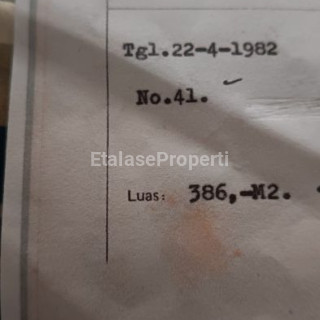 Tgl.22-4-1982
No.41.
EtalaseProperti
Luas: 386,-M2.